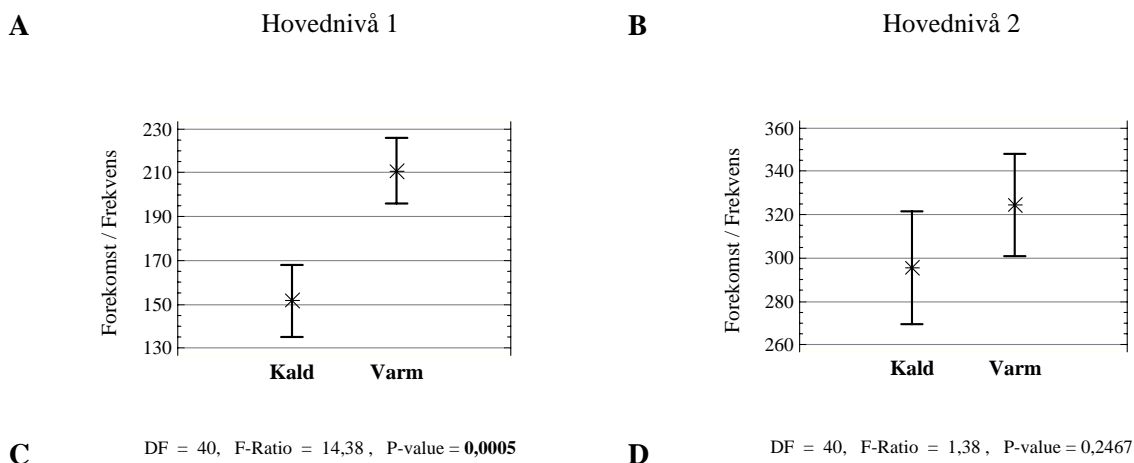 A Hovednivå 1
Forekomst / Frekvens
230
210
190
170
150
130
Kald Varm
C DF = 40, F-Ratio = 14,38 , P-value = 0,0005
B Hovednivå 2
Forekomst / Frekvens
360
340
320
300
280
260
Kald Varm
D DF = 40, F-Ratio = 1,38 , P-value = 0,2467